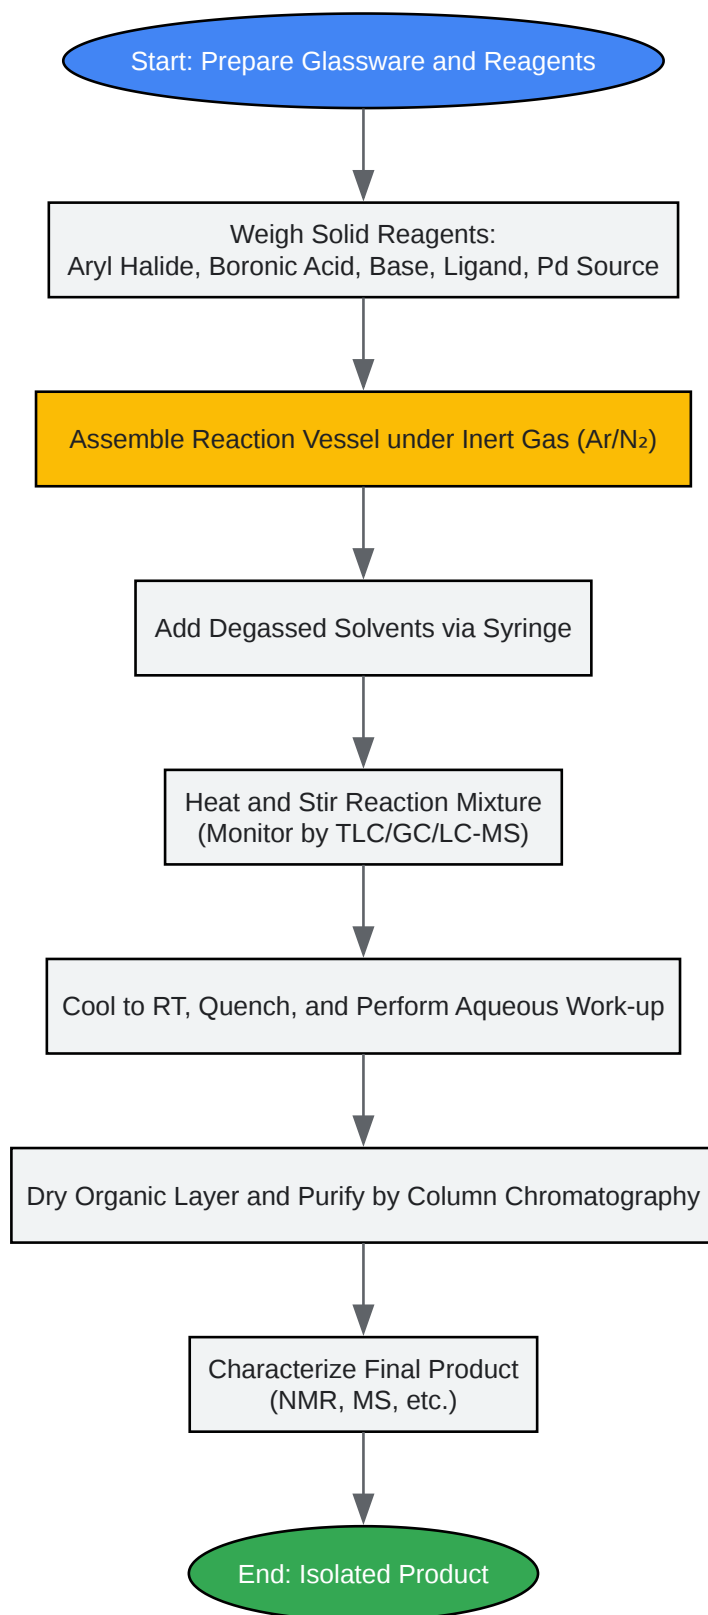 Start: Prepare Glassware and Reagents
Weigh Solid Reagents:
Aryl Halide, Boronic Acid, Base, Ligand, Pd Source
Assemble Reaction Vessel under Inert Gas (Ar/N₂)
Add Degassed Solvents via Syringe
Heat and Stir Reaction Mixture
(Monitor by TLC/GC/LC-MS)
Cool to RT, Quench, and Perform Aqueous Work-up
Dry Organic Layer and Purify by Column Chromatography
Characterize Final Product
(NMR, MS, etc.)
End: Isolated Product